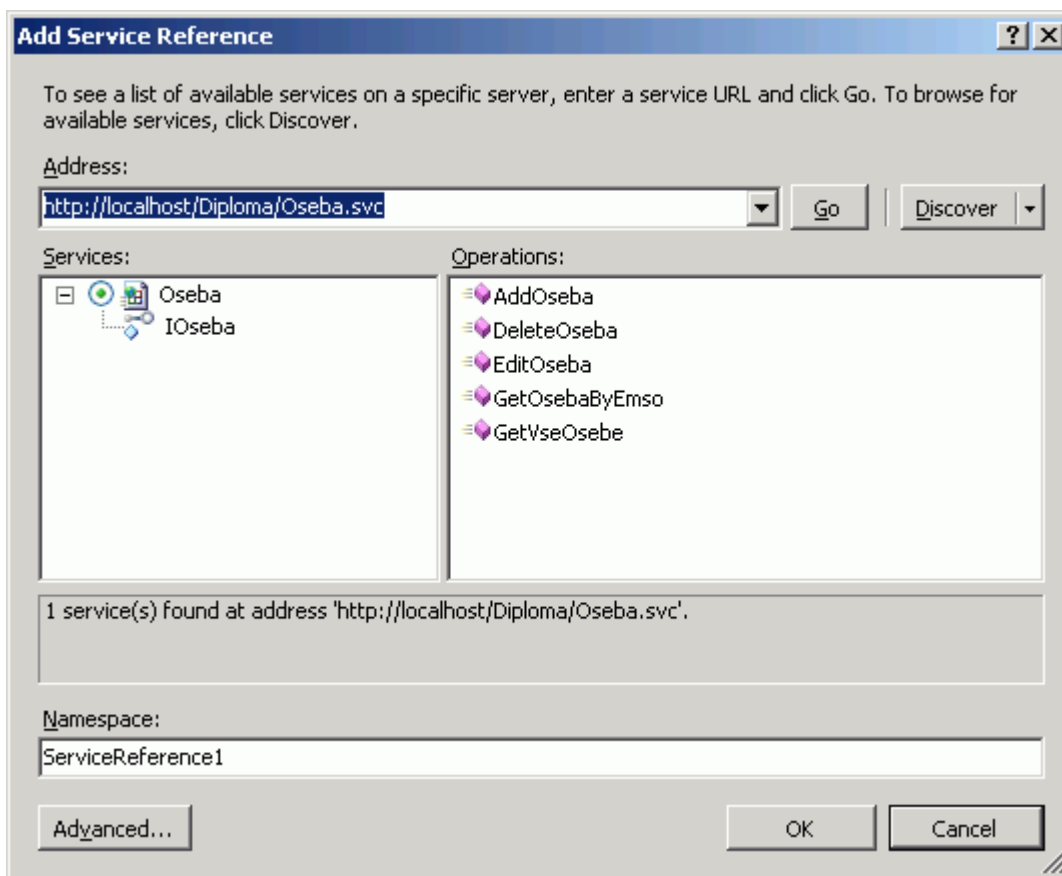 Add Service Reference
To see a list of available services on a specific server, enter a service URL and click Go. To browse for
available services, click Discover.
Address:
http://localhost/Diploma/Oseba.svc
Go
Discover
Services:
Operations:
Oseba
IOseba
AddOseba
DeleteOseba
EditOseba
GetOsebaByEmso
GetVseOsebe
1 service(s) found at address 'http://localhost/Diploma/Oseba.svc'.
Namespace:
ServiceReference1
Advanced...
OK
Cancel